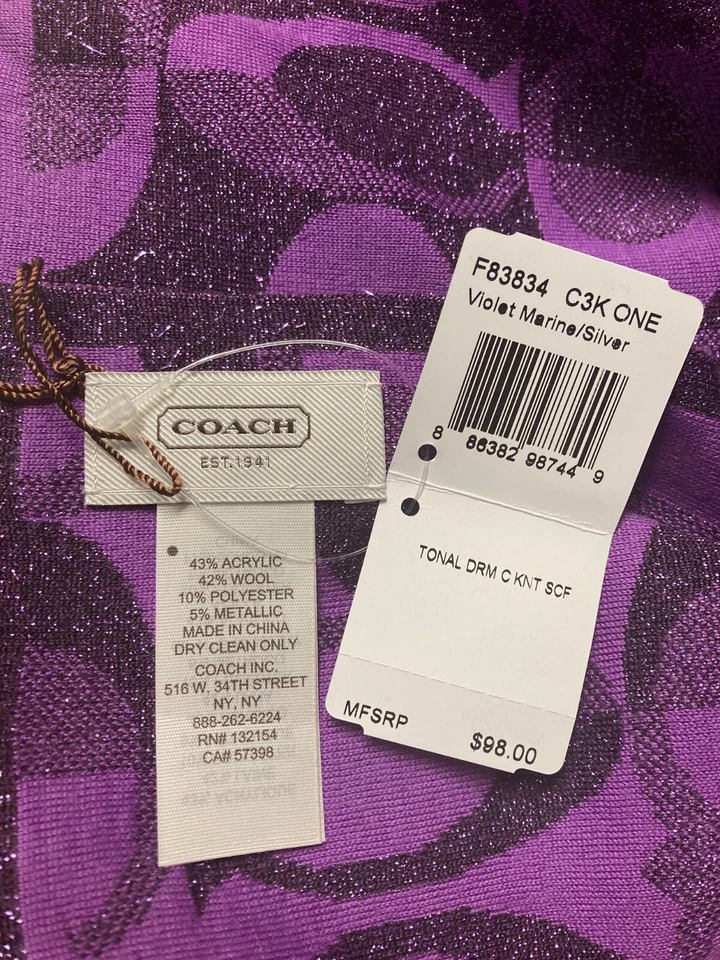 COACH
EST.1941
43% ACRYLIC
42% WOOL
10% POLYESTER
5% METALLIC
MADE IN CHINA
DRY CLEAN ONLY
COACH INC.
516 W. 34TH STREET
NY, NY
888-262-6224
RN# 132154
CA# 57398
F83834 C3K ONE
Violet Marine/Silver
8 86382 98744 9
TONAL DRM C KNT SCF
MFSRP
$98.00